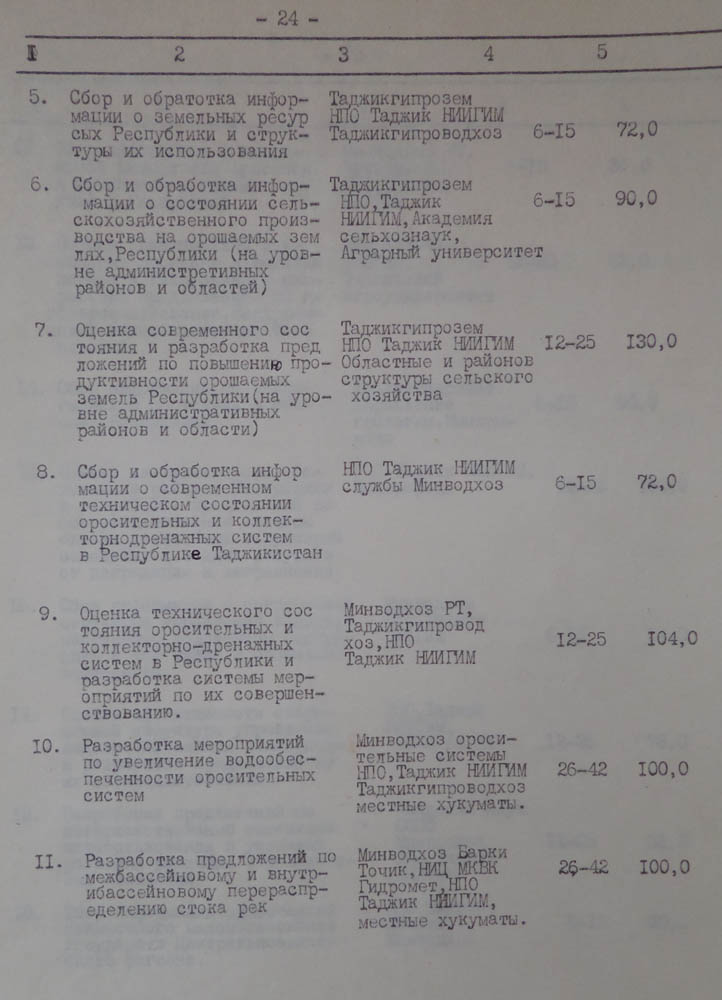 - 24 -
I 2 3 4 5
5. Сбор и обратотка инфор- Таджикгипрозем
мации о земельных ресур НПО Таджик НИИГИМ
сых Республики и струк- Таджикгипроводхоз 6-I5 72,0
туры их использования
6. Сбор и обработка инфор- Таджикгипрозем
мации о состоянии сель- НПО,Таджик 6-I5 90,0
скохозяйственного произ- НИИГИМ,Академия
водства на орошаемых зем сельхознаук,
лях,Республики (на уров- Аграрный университет
не администретивных
районов и областей)
7. Оценка современного сос Таджикгипрозем
тояния и разработка пред НПО Таджик НИИГИМ I2-25 I30,0
ложений по повышению про- Областные и районов
дуктивности орошаемых структуры сельского
земель Республики(на уро- хозяйства
вне административных
районов и области)
8. Сбор и обработка инфор НПО Таджик НИИГИМ
мации о современном службы Минводхоз 6-I5 72,0
техническом состоянии
оросительных и коллек-
торнодренажных систем
в Республике Таджикистан
9. Оценка технического сос Минводхоз РТ,
тояния оросительных и Таджикгипровод
коллекторно-дренажных хоз,НПО I2-25 I04,0
систем в Республики и Таджик НИИГИМ
разработка системы мер-
оприятий по их совершен-
ствованию.
I0. Разработка мероприятий Минводхоз ороси-
по увеличение водообес- тельные системы
печенности оросительных НПО,Таджик НИИГИМ 26-42 I00,0
систем Таджикгипроводхоз
местные хукуматы.
II. Разработка предложений по Минводхоз Барки
межбассейновому и внутр- Точик,НИЦ МКВК 26-42 I00,0
ибассейновому перераспр- Гидромет,НПО
еделению стока рек Таджик НИИГИМ,
местные хукуматы.